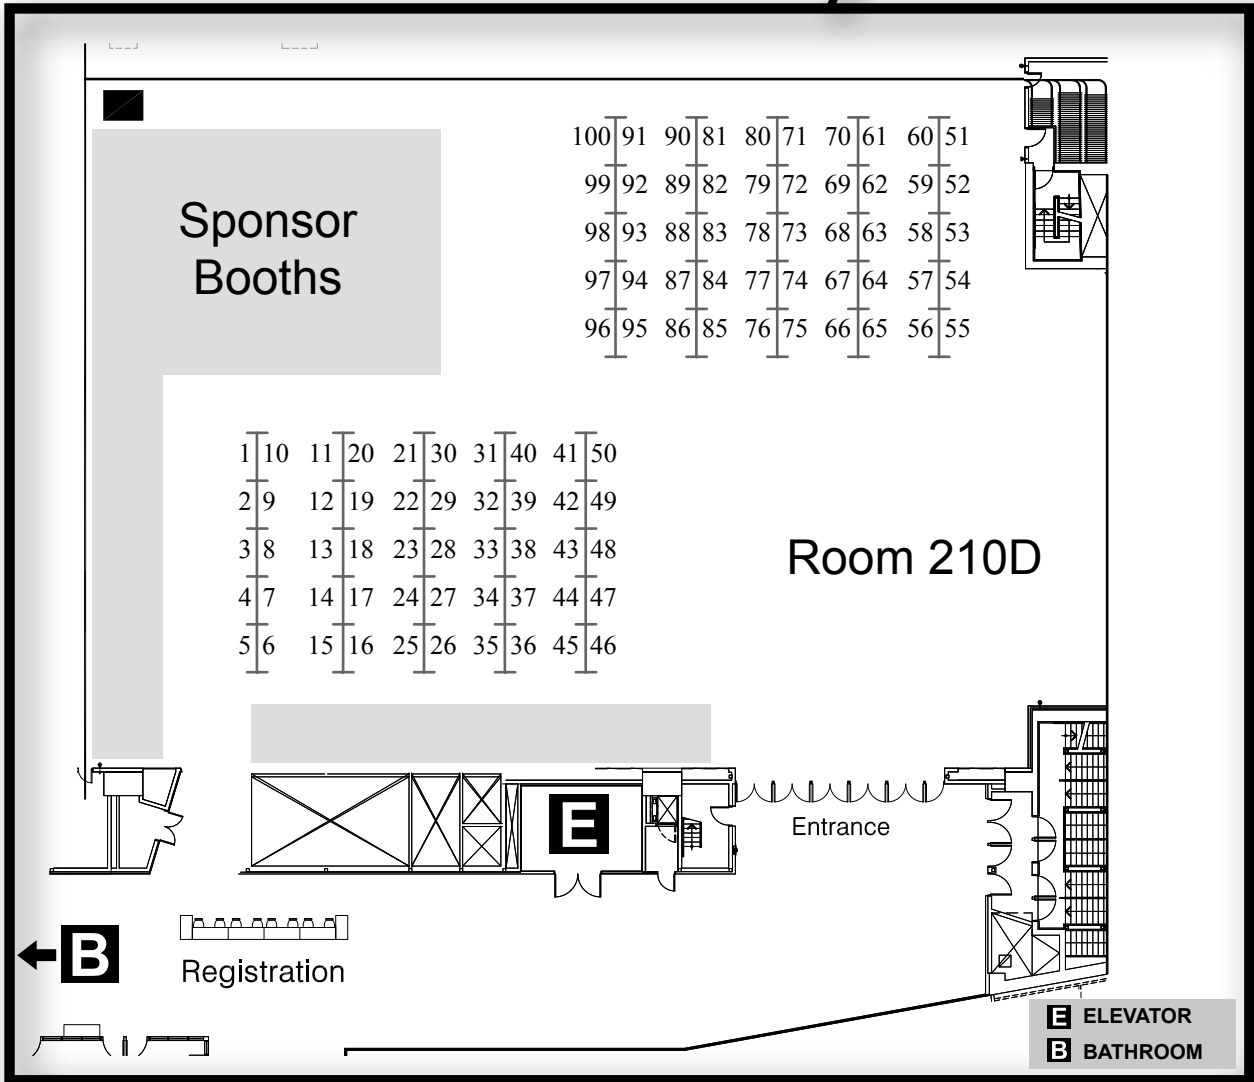 100 91 90 81 80 71 70 61 60 51
99 92 89 82 79 72 69 62 59 52
Sponsor
Booths
98 93 88 83 78 73 68 63 58 53
97 94 87 84 77 74 67 64 57 54
96 95 86 85 76 75 66 65 56 55
1 10 11 20 21 30 31 40 41 50
2 9 12 19 22 29 32 39 42 49
3 8 13 18 23 28 33 38 43 48
Room 210D
4 7 14 17 24 27 34 37 44 47
5 6 15 16 25 26 35 36 45 46
E
Entrance
B
Registration
E ELEVATOR
B BATHROOM